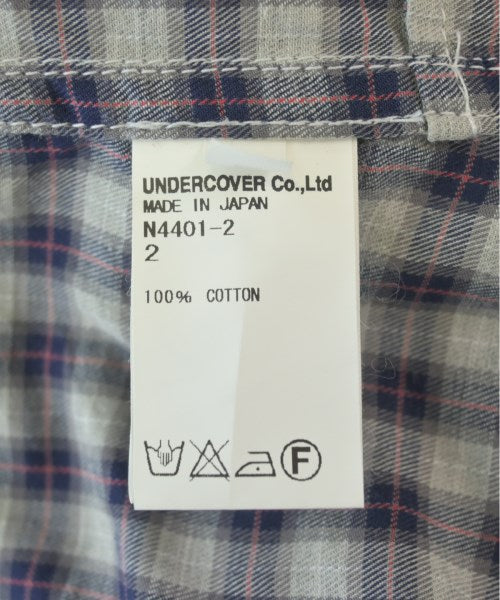 UNDERCOVER Co.,Ltd
MADE IN JAPAN
N4401-2
2
100% COTTON
F